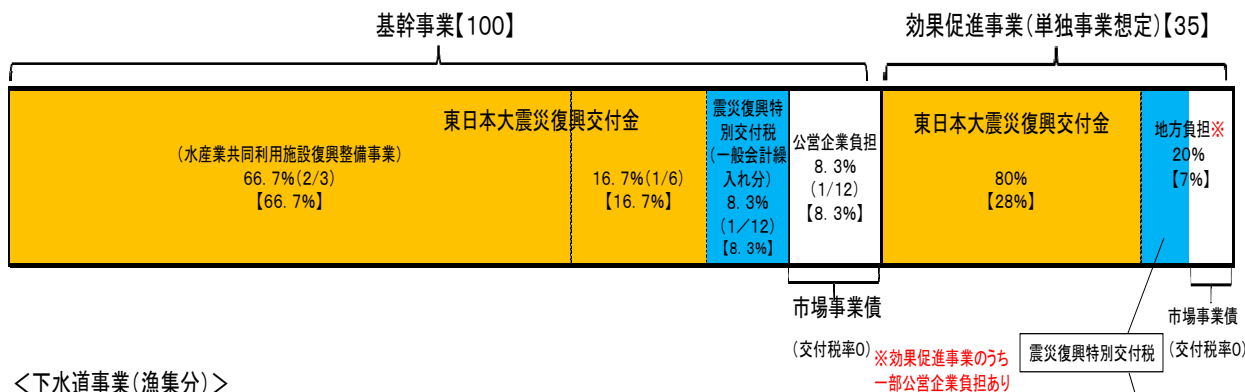 基幹事業【100】
効果促進事業(単独事業想定)【35】
東日本大震災復興交付金
(水産業共同利用施設復興整備事業)
66.7%(2/3)
【66.7%】
16.7%(1/6)
【16.7%】
震災復興特
別交付税
(一般会計繰
入れ分)
8.3%
(1/12)
【8.3%】
公営企業負担
8.3%
(1/12)
【8.3%】
東日本大震災復興交付金
80%
【28%】
地方負担※
20%
【7%】
市場事業債
(交付税率0)
※効果促進事業のうち
一部公営企業負担あり
震災復興特別交付税
市場事業債
(交付税率0)
<下水道事業(漁集分)>